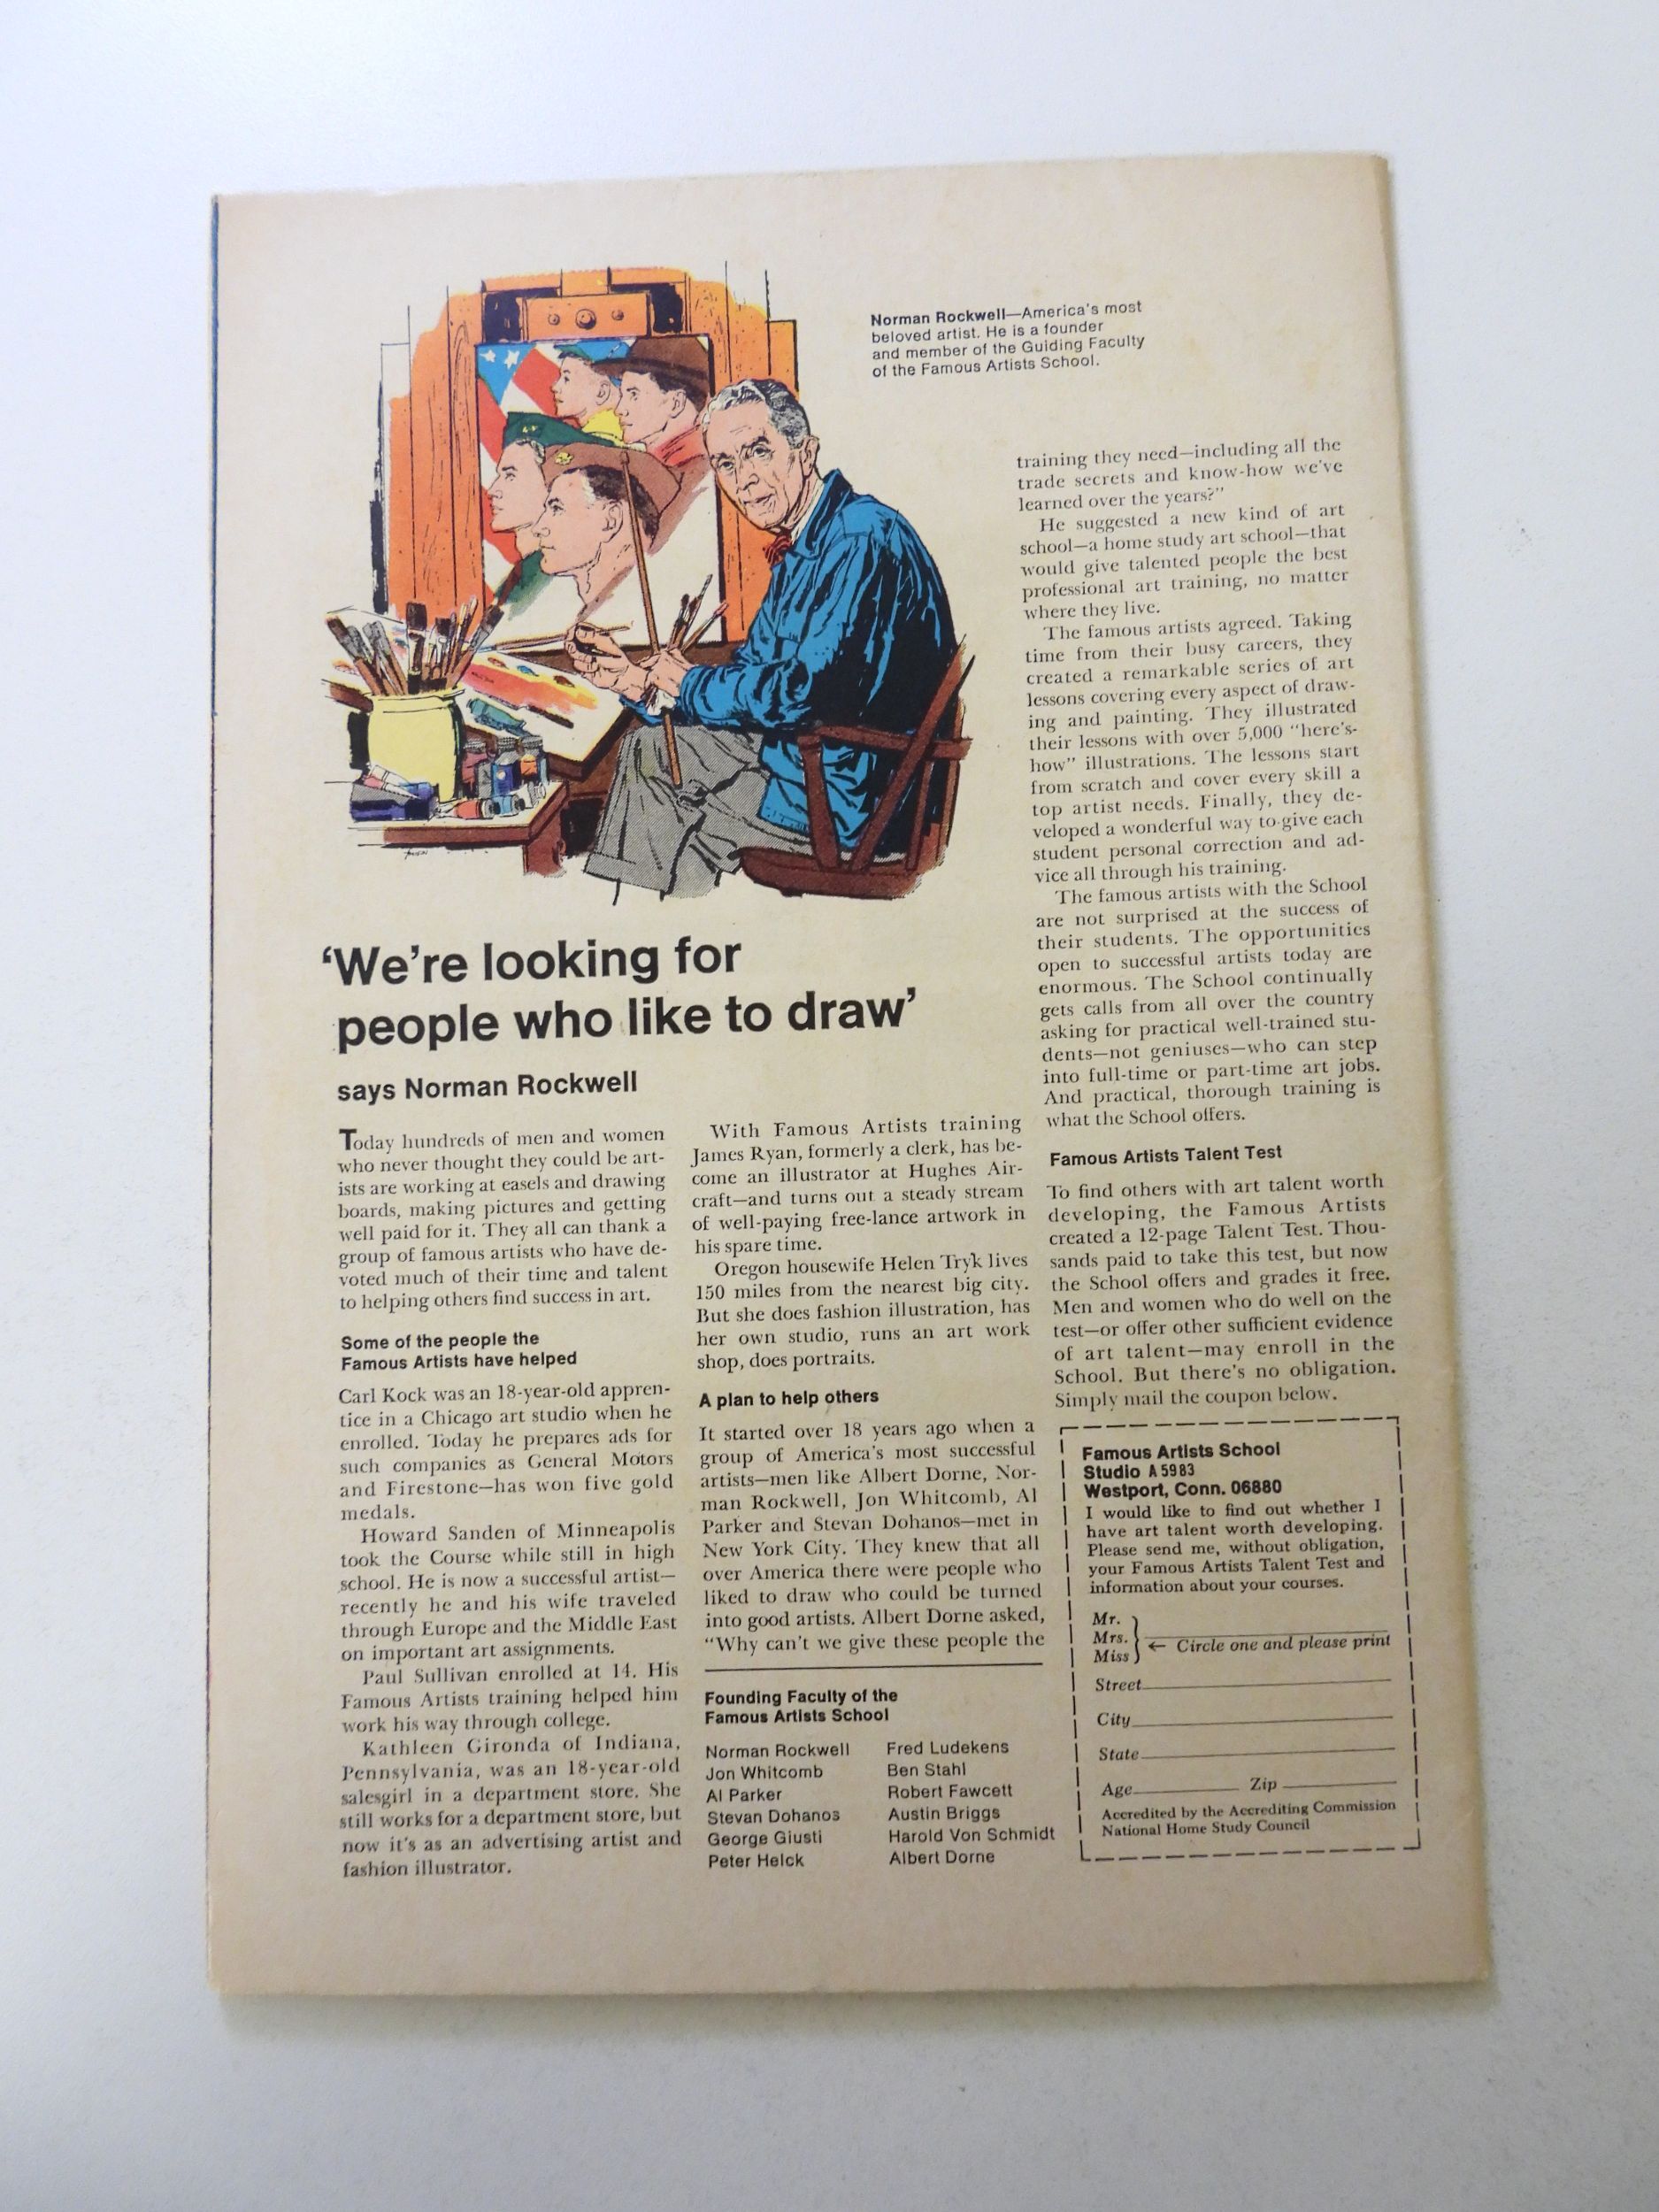 Norman Rockwell—America's most
beloved artist. He is a founder
and member of the Guiding Faculty
of the Famous Artists School.
'We're looking for
people who like to draw'
says Norman Rockwell
Today hundreds of men and women
who never thought they could be art-
ists are working at easels and drawing
boards, making pictures and getting
well paid for it. They all can thank a
group of famous artists who have de-
voted much of their time and talent
to helping others find success in art.
Some of the people the
Famous Artists have helped
Carl Kock was an 18-year-old appren-
tice in a Chicago art studio when he
enrolled. Today he prepares ads for
such companies as General Motors
and Firestone—has won five gold
medals.
Howard Sanden of Minneapolis
took the Course while still in high
school. He is now a successful artist—
recently he and his wife traveled
through Europe and the Middle East
on important art assignments.
Paul Sullivan enrolled at 14. His
Famous Artists training helped him
work his way through college.
Kathleen Gironda of Indiana,
Pennsylvania, was an 18-year-old
salesgirl in a department store. She
still works for a department store, but
now it's as an advertising artist and
fashion illustrator.
With Famous Artists training
James Ryan, formerly a clerk, has be-
come an illustrator at Hughes Air-
craft—and turns out a steady stream
of well-paying free-lance artwork in
his spare time.
Oregon housewife Helen Tryk lives
150 miles from the nearest big city.
But she does fashion illustration, has
her own studio, runs an art work
shop, does portraits.
A plan to help others
It started over 18 years ago when a
group of America's most successful
artists—men like Albert Dorne, Nor-
man Rockwell, Jon Whitcomb, Al
Parker and Stevan Dohanos—met in
New York City. They knew that all
over America there were people who
liked to draw who could be turned
into good artists. Albert Dorne asked,
"Why can't we give these people the
training they need—including all the
trade secrets and know-how we've
learned over the years?"
He suggested a new kind of art
school—a home study art school—that
would give talented people the best
professional art training, no matter
where they live.
The famous artists agreed. Taking
time from their busy careers, they
created a remarkable series of art
lessons covering every aspect of draw-
ing and painting. They illustrated
their lessons with over 5,000 "here's-
how" illustrations. The lessons start
from scratch and cover every skill a
top artist needs. Finally, they de-
veloped a wonderful way to give each
student personal correction and ad-
vice all through his training.
The famous artists with the School
are not surprised at the success of
their students. The opportunities
open to successful artists today are
enormous. The School continually
gets calls from all over the country
asking for practical well-trained stu-
dents—not geniuses—who can step
into full-time or part-time art jobs.
And practical, thorough training is
what the School offers.
Famous Artists Talent Test
To find others with art talent worth
developing, the Famous Artists
created a 12-page Talent Test. Thou-
sands paid to take this test, but now
the School offers and grades it free.
Men and women who do well on the
test—or offer other sufficient evidence
of art talent—may enroll in the
School. But there's no obligation.
Simply mail the coupon below.
Founding Faculty of the
Famous Artists School
Norman Rockwell
Jon Whitcomb
Al Parker
Stevan Dohanos
George Giusti
Peter Helck
Fred Ludekens
Ben Stahl
Robert Fawcett
Austin Briggs
Harold Von Schmidt
Albert Dorne
Famous Artists School
Studio A5983
Westport, Conn. 06880
I would like to find out whether I
have art talent worth developing.
Please send me, without obligation,
your Famous Artists Talent Test and
information about your courses.
Mr.
Mrs.
Miss
← Circle one and please print
Street
City
State
Age Zip
Accredited by the Accrediting Commission
National Home Study Council